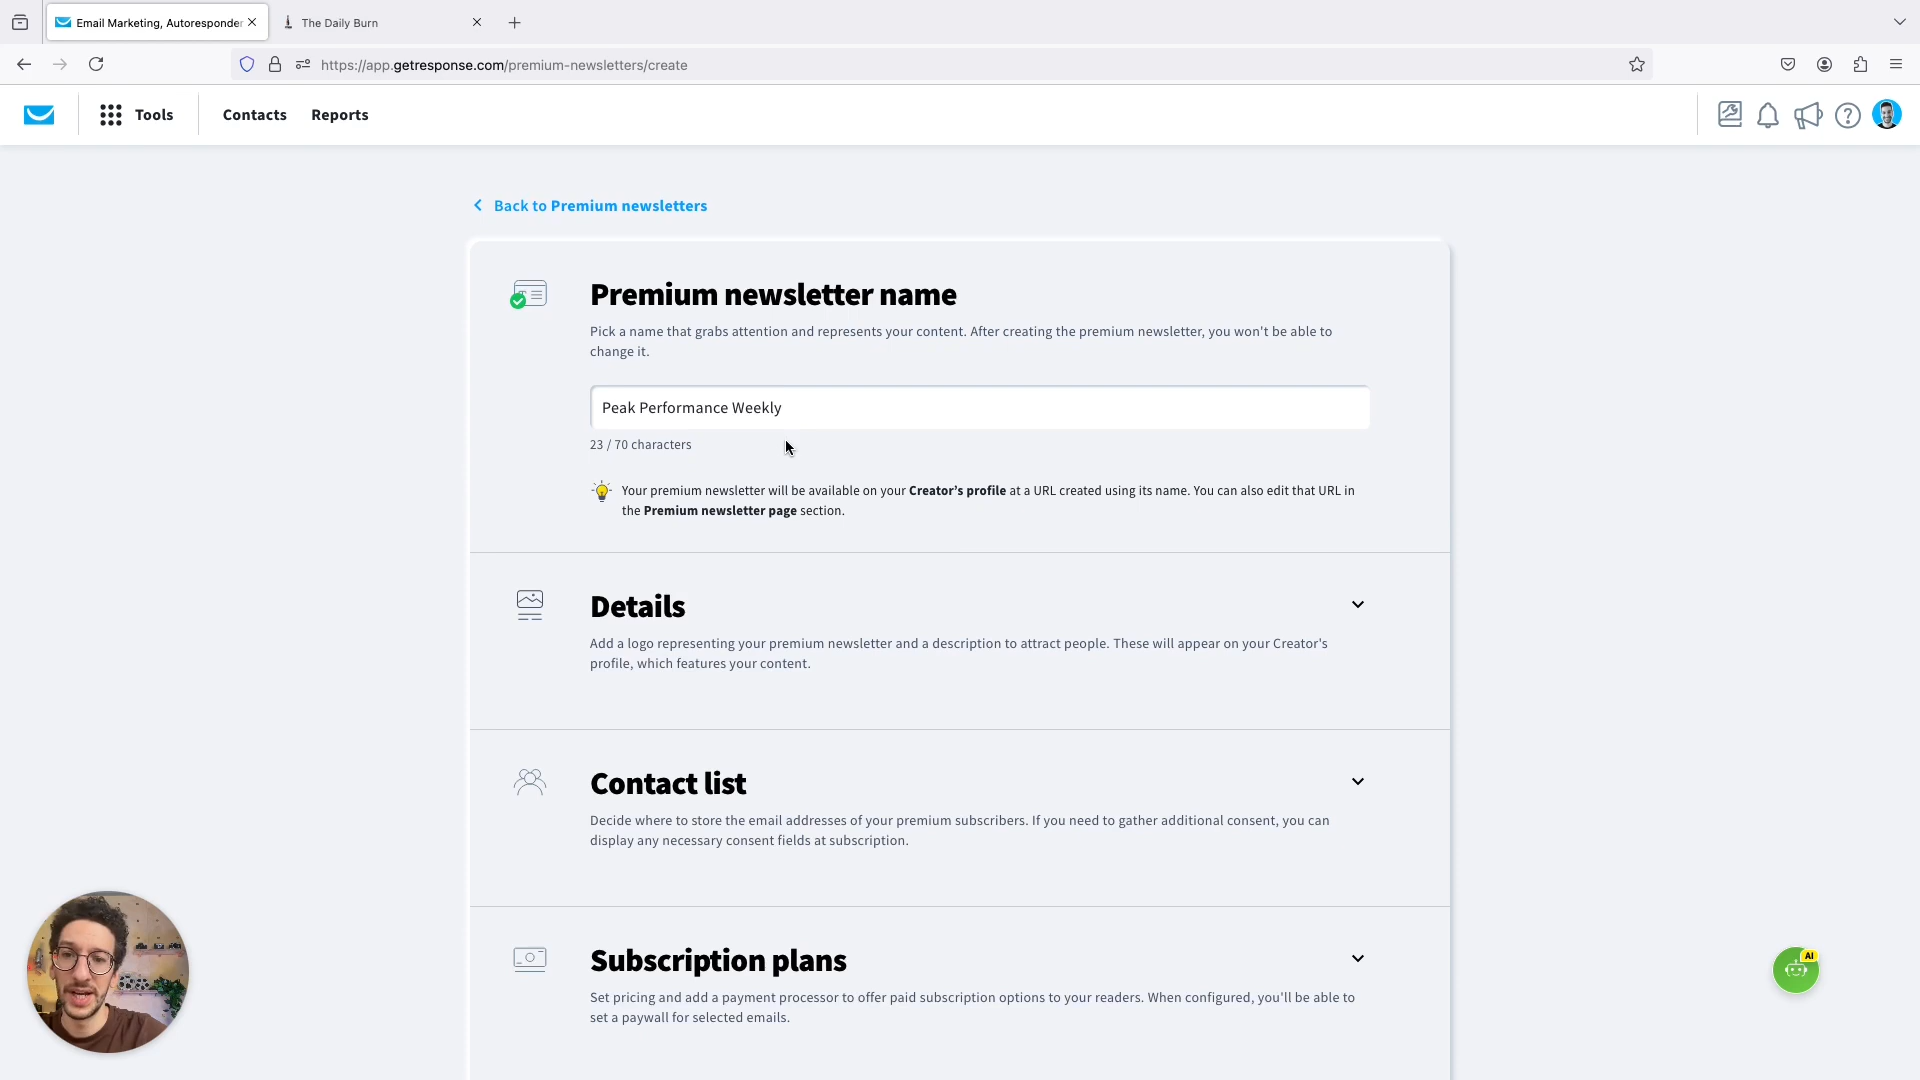 Email Marketing, Autoresponder
The Daily Burn
https://app.getresponse.com/premium-newsletters/create
Tools
Contacts
Reports
Back to Premium newsletters
Premium newsletter name
Pick a name that grabs attention and represents your content. After creating the premium newsletter, you won't be able to
change it.
Peak Performance Weekly
23 / 70 characters
Your premium newsletter will be available on your Creator’s profile at a URL created using its name. You can also edit that URL in
the Premium newsletter page section.
Details
Add a logo representing your premium newsletter and a description to attract people. These will appear on your Creator's
profile, which features your content.
Contact list
Decide where to store the email addresses of your premium subscribers. If you need to gather additional consent, you can
display any necessary consent fields at subscription.
Subscription plans
Set pricing and add a payment processor to offer paid subscription options to your readers. When configured, you'll be able to
set a paywall for selected emails.
AI